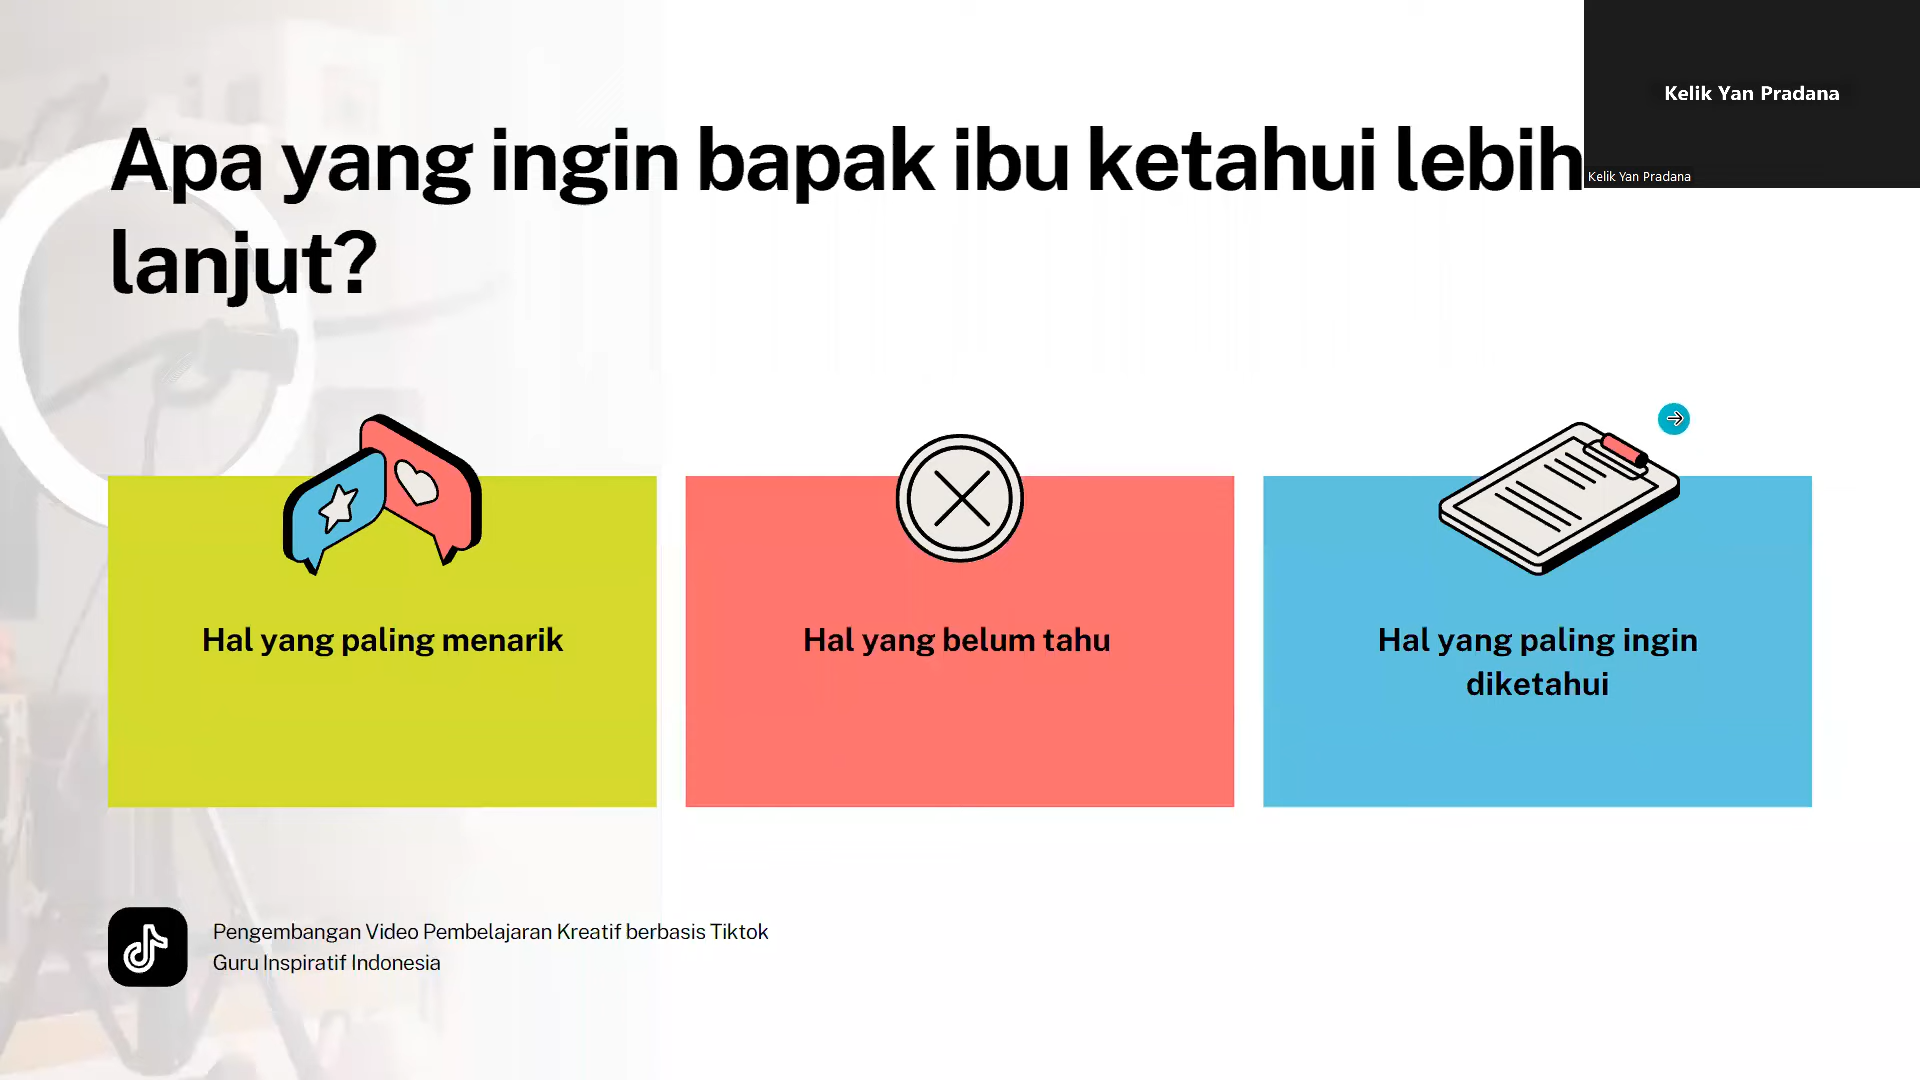 Kelik Yan Pradana
Kelik Yan Pradana
Apa yang ingin bapak ibu ketahui lebih
lanjut?
Hal yang paling menarik
Hal yang belum tahu
Hal yang paling ingin
diketahui
Pengembangan Video Pembelajaran Kreatif berbasis Tiktok
Guru Inspiratif Indonesia